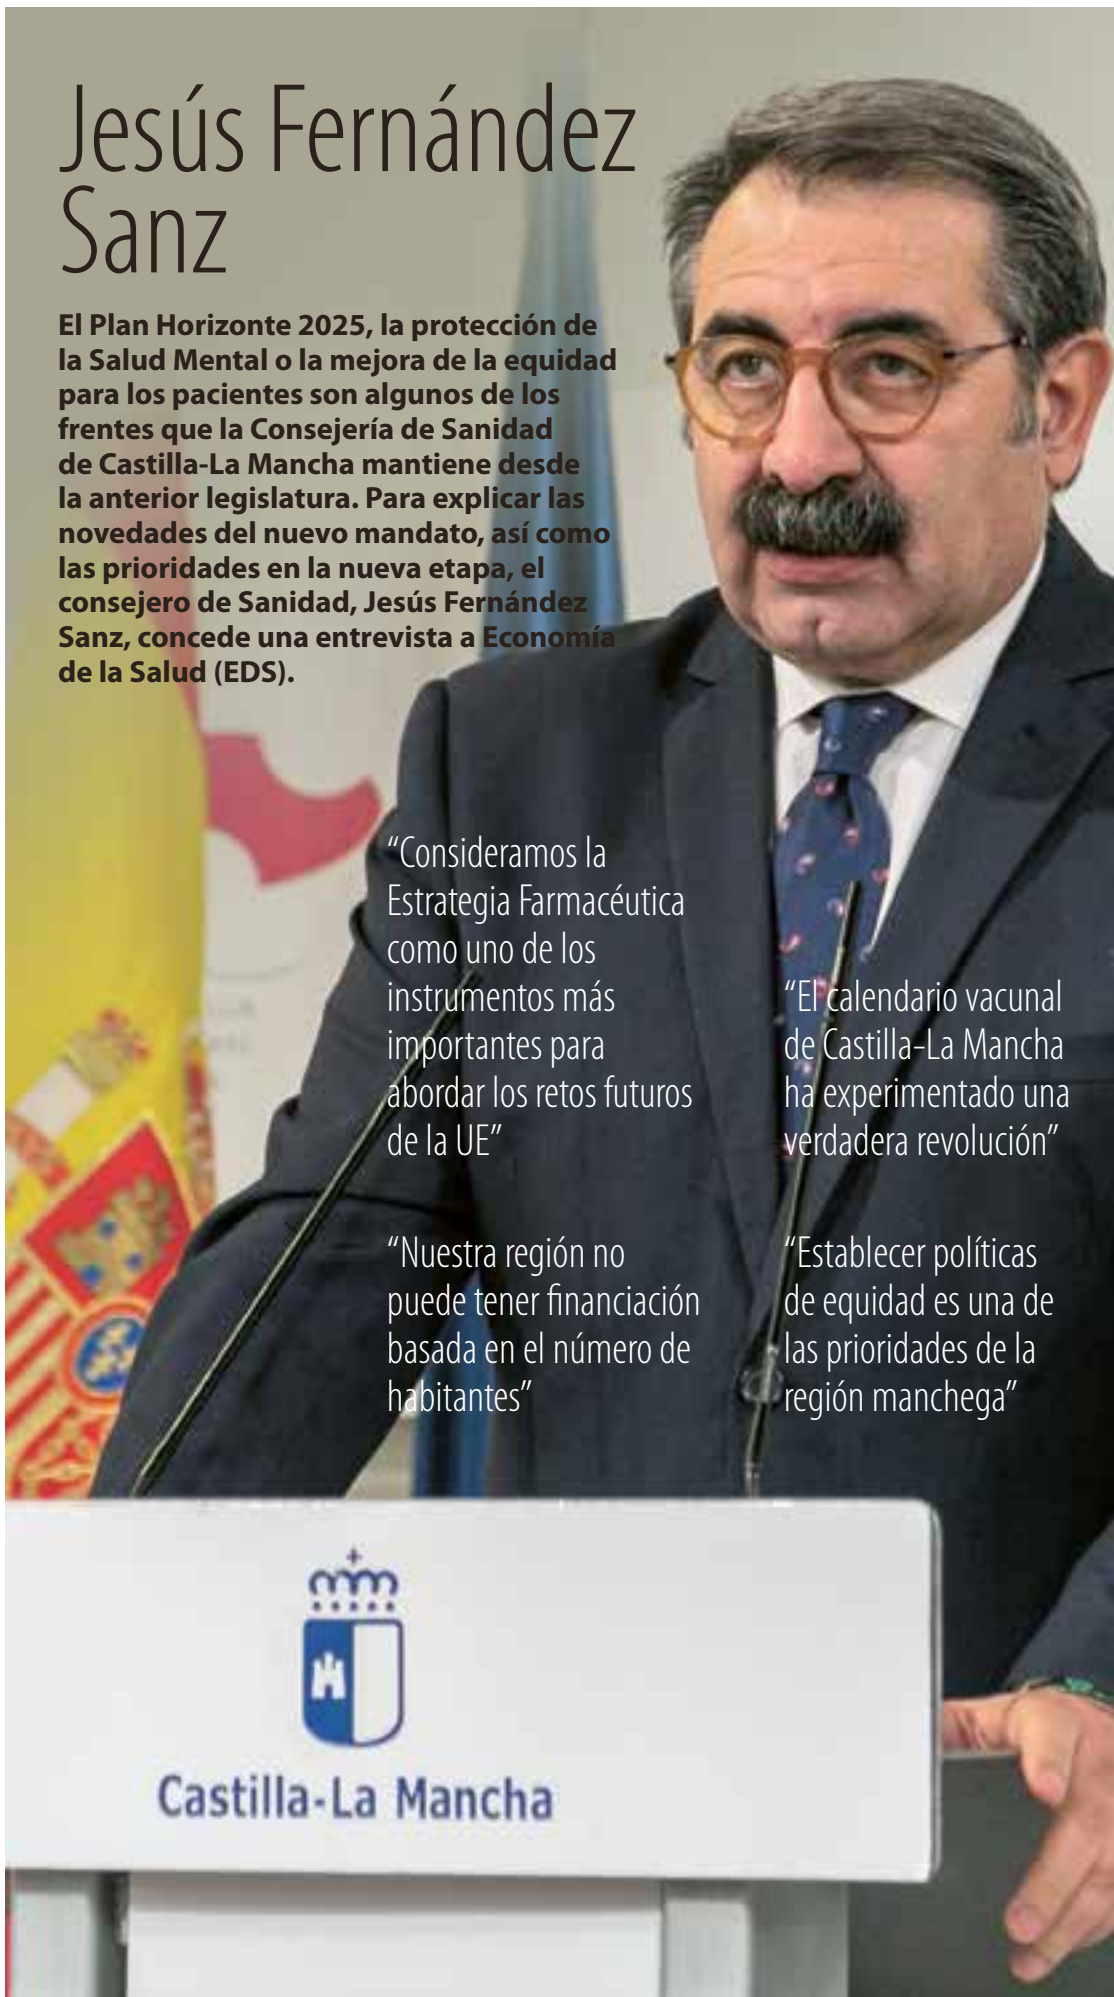 Jesús Fernández
Sanz
El Plan Horizonte 2025, la protección de
la Salud Mental o la mejora de la equidad
para los pacientes son algunos de los
frentes que la Consejería de Sanidad
de Castilla-La Mancha mantiene desde
la anterior legislatura. Para explicar las
novedades del nuevo mandato, así como
las prioridades en la nueva etapa, el
consejero de Sanidad, Jesús Fernández
Sanz, concede una entrevista a Economía
de la Salud (EDS).
“Consideramos la
Estrategia Farmacéutica
como uno de los
instrumentos más
importantes para
abordar los retos futuros
de la UE”
“Nuestra región no
puede tener financiación
basada en el número de
habitantes”
“El calendario vacunal
de Castilla-La Mancha
ha experimentado una
verdadera revolución”
“Establecer políticas
de equidad es una de
las prioridades de la
región manchega”
Castilla-La Mancha